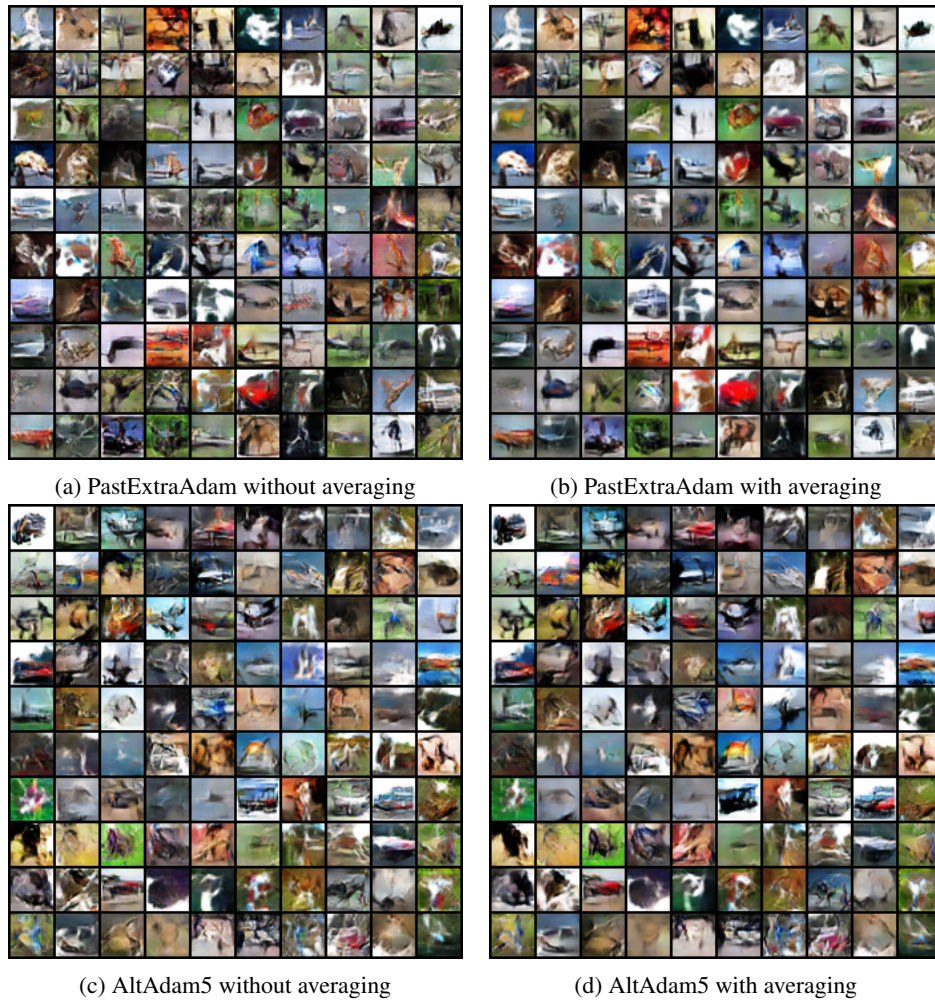 (a) PastExtraAdam without averaging
(b) PastExtraAdam with averaging
(c) AltAdam5 without averaging
(d) AltAdam5 with averaging